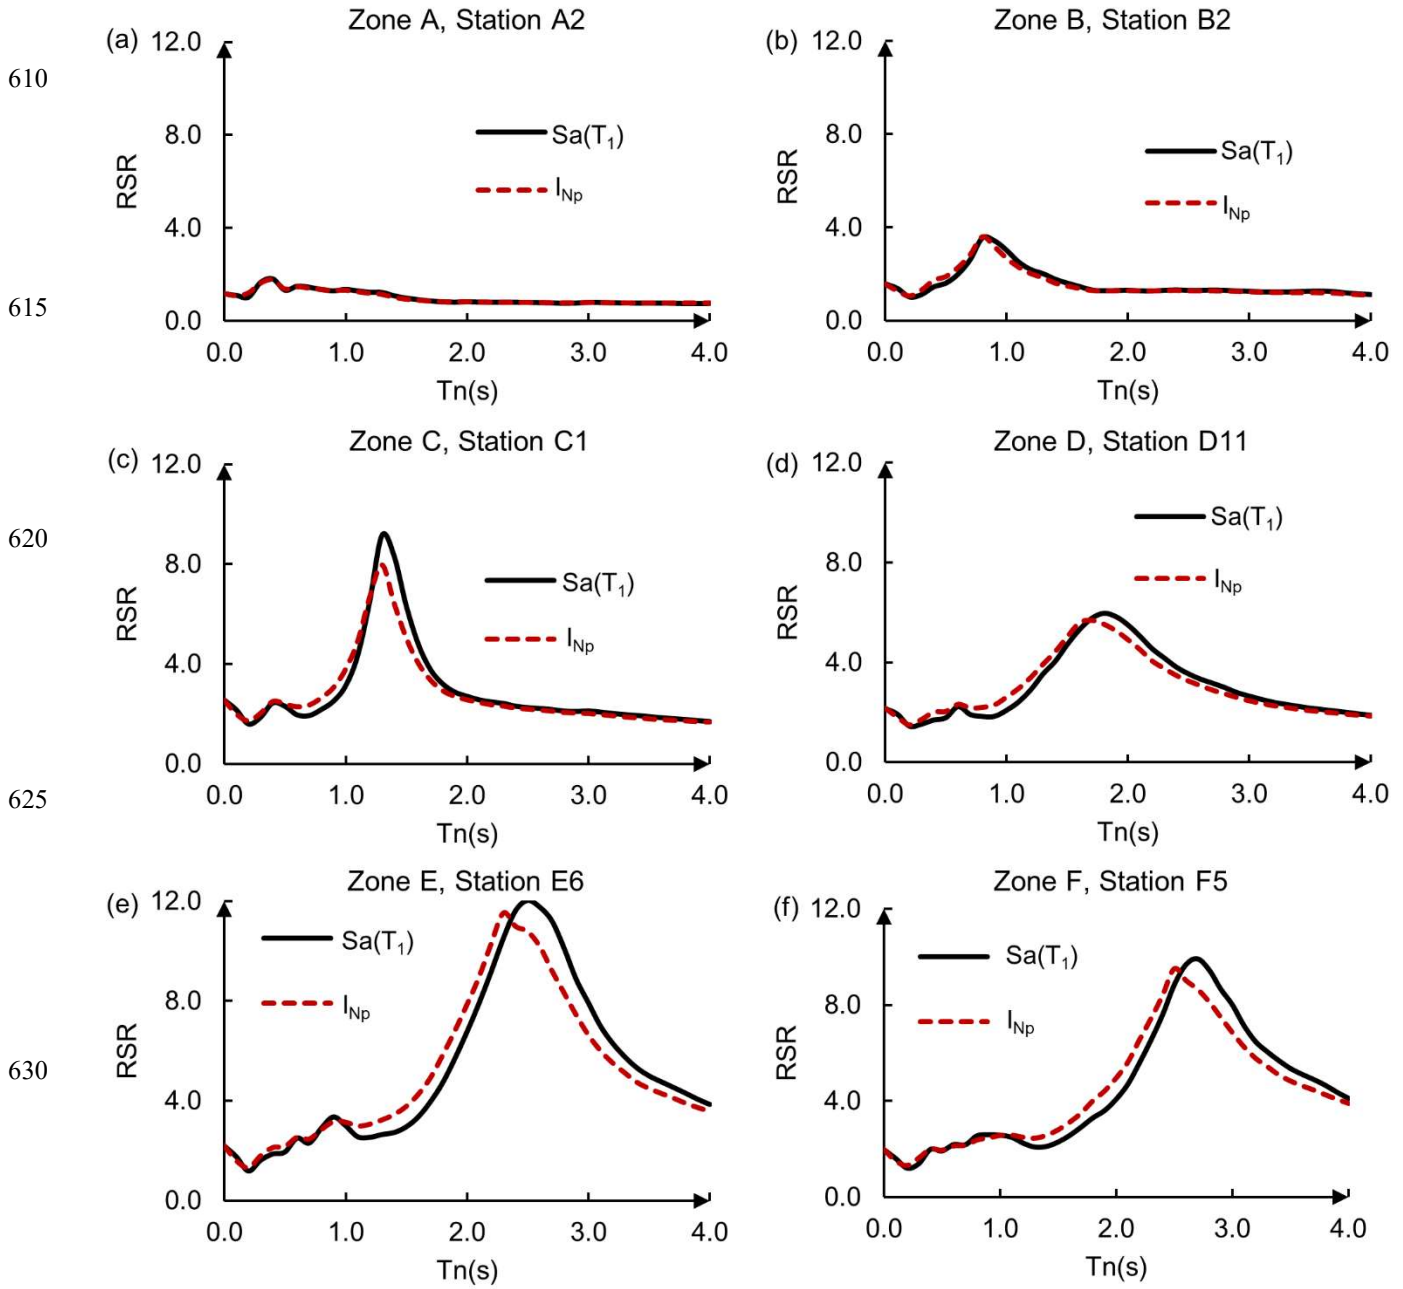 Zone A, Station A2
(a)
12.0
610
8.0
Sa(T1)
RSR
INp
4.0
615
0.0
0.0 1.0 2.0 3.0 4.0
Tn(s)
Zone B, Station B2
(b)
12.0
8.0
Sa(T1)
RSR
INp
4.0
0.0
0.0 1.0 2.0 3.0 4.0
Tn(s)
Zone C, Station C1
(c)
12.0
620
8.0
Sa(T1)
RSR
INp
4.0
0.0
625
0.0 1.0 2.0 3.0 4.0
Tn(s)
Zone D, Station D11
(d)
12.0
Sa(T1)
8.0
INp
RSR
4.0
0.0
0.0 1.0 2.0 3.0 4.0
Tn(s)
Zone E, Station E6
(e)
12.0
Sa(T1)
8.0
INp
RSR
630
4.0
0.0
0.0 1.0 2.0 3.0 4.0
Tn(s)
Zone F, Station F5
(f)
12.0
Sa(T1)
8.0
INp
RSR
4.0
0.0
0.0 1.0 2.0 3.0 4.0
Tn(s)